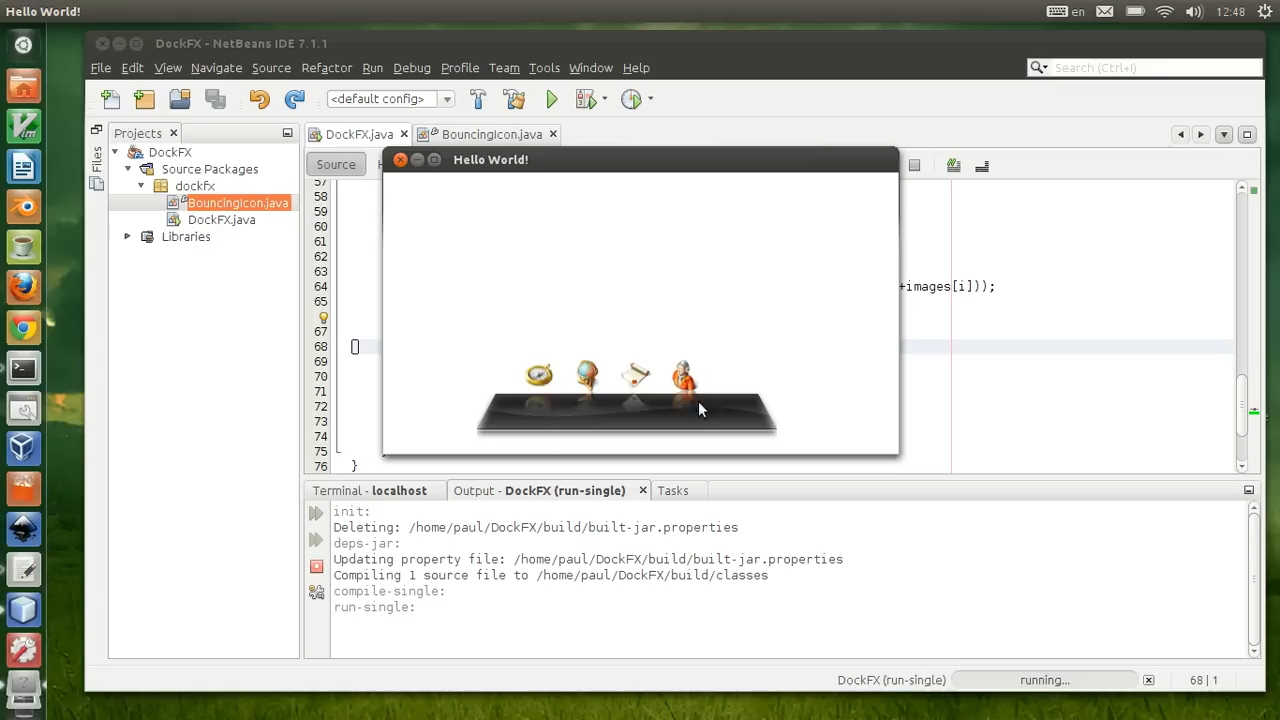 Hello World!
en
12:48
DockFX - NetBeans IDE 7.1.1
File Edit View Navigate Source Refactor Run Debug Profile Team Tools Window Help
Search (Ctrl+I)
<default config>
Projects
DockFX.java
BouncingIcon.java
Files
DockFX
Source Packages
dockfx
BouncingIcon.java
DockFX.java
Libraries
Source
H
Hello World!
57
58
59
60
61
62
63
64 +images[i]));
65
67
68
69
70
71
72
73
74
75
76 }
Terminal - localhost
Output - DockFX (run-single)
Tasks
init:
Deleting: /home/paul/DockFX/build/built-jar.properties
deps-jar:
Updating property file: /home/paul/DockFX/build/built-jar.properties
Compiling 1 source file to /home/paul/DockFX/build/classes
compile-single:
run-single:
DockFX (run-single)
running...
68 | 1